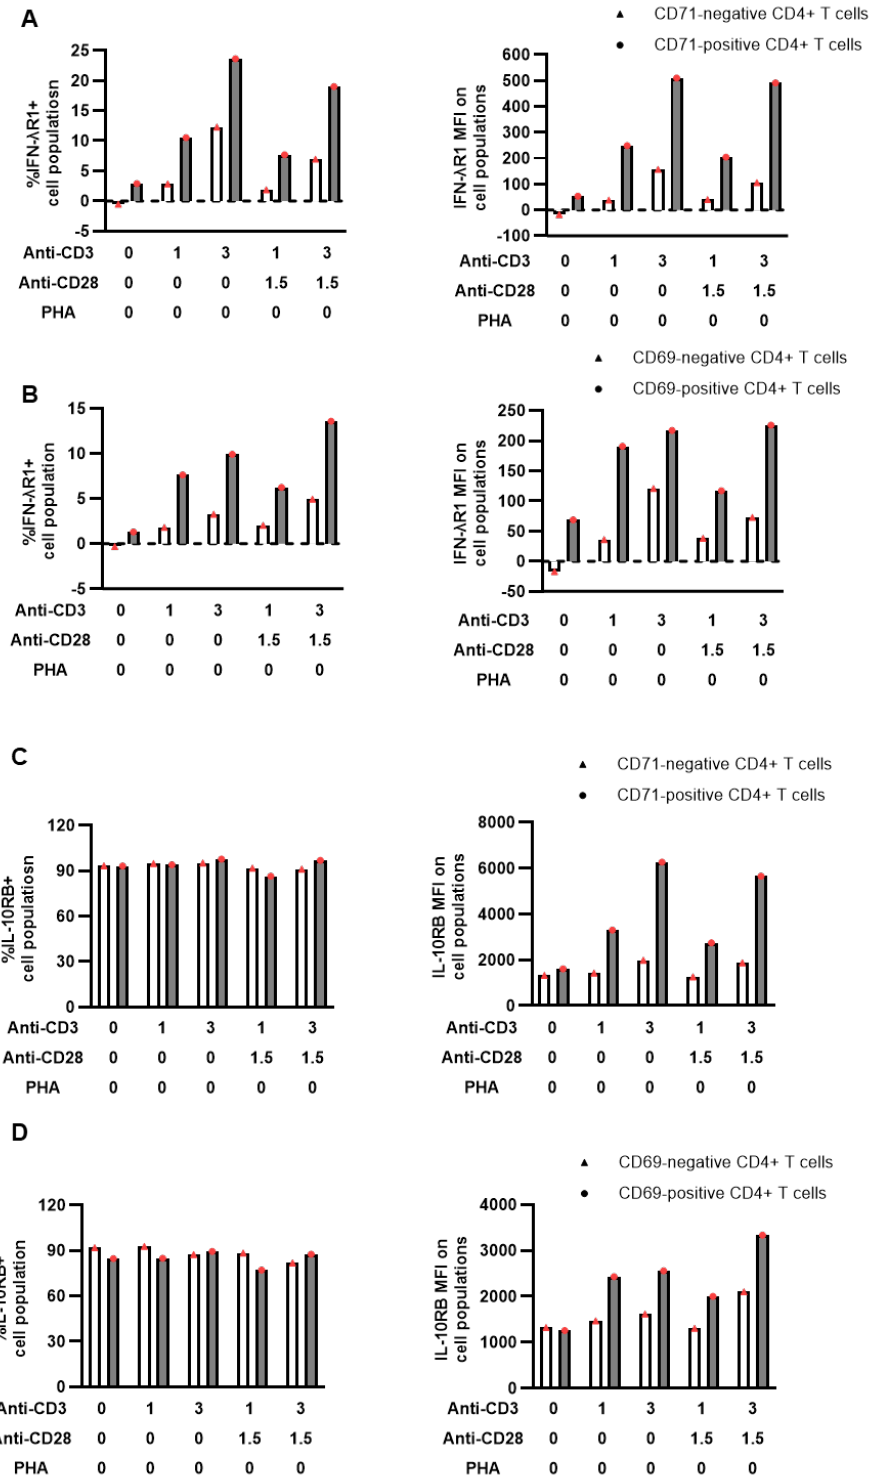 A
CD71-negative CD4+ T cells
CD71-positive CD4+ T cells
%IFN-λR1+
cell populatiosn
25
20
15
10
5
0
-5
Anti-CD3 0 1 3 1 3
Anti-CD28 0 0 0 1.5 1.5
PHA 0 0 0 0 0
IFN-λR1 MFI on
cell populations
600
500
400
300
200
100
0
-100
Anti-CD3 0 1 3 1 3
Anti-CD28 0 0 0 1.5 1.5
PHA 0 0 0 0 0
B
CD69-negative CD4+ T cells
CD69-positive CD4+ T cells
%IFN-λR1+
cell population
15
10
5
0
-5
Anti-CD3 0 1 3 1 3
Anti-CD28 0 0 0 1.5 1.5
PHA 0 0 0 0 0
IFN-λR1 MFI on
cell populations
250
200
150
100
50
0
-50
Anti-CD3 0 1 3 1 3
Anti-CD28 0 0 0 1.5 1.5
PHA 0 0 0 0 0
C
CD71-negative CD4+ T cells
CD71-positive CD4+ T cells
%IL-10RB+
cell populatiosn
120
90
60
30
0
Anti-CD3 0 1 3 1 3
Anti-CD28 0 0 0 1.5 1.5
PHA 0 0 0 0 0
IL-10RB MFI on
cell populations
8000
6000
4000
2000
0
Anti-CD3 0 1 3 1 3
Anti-CD28 0 0 0 1.5 1.5
PHA 0 0 0 0 0
D
CD69-negative CD4+ T cells
CD69-positive CD4+ T cells
%IL-10RB+
cell population
120
90
60
30
0
Anti-CD3 0 1 3 1 3
Anti-CD28 0 0 0 1.5 1.5
PHA 0 0 0 0 0
IL-10RB MFI on
cell populations
4000
3000
2000
1000
0
Anti-CD3 0 1 3 1 3
Anti-CD28 0 0 0 1.5 1.5
PHA 0 0 0 0 0